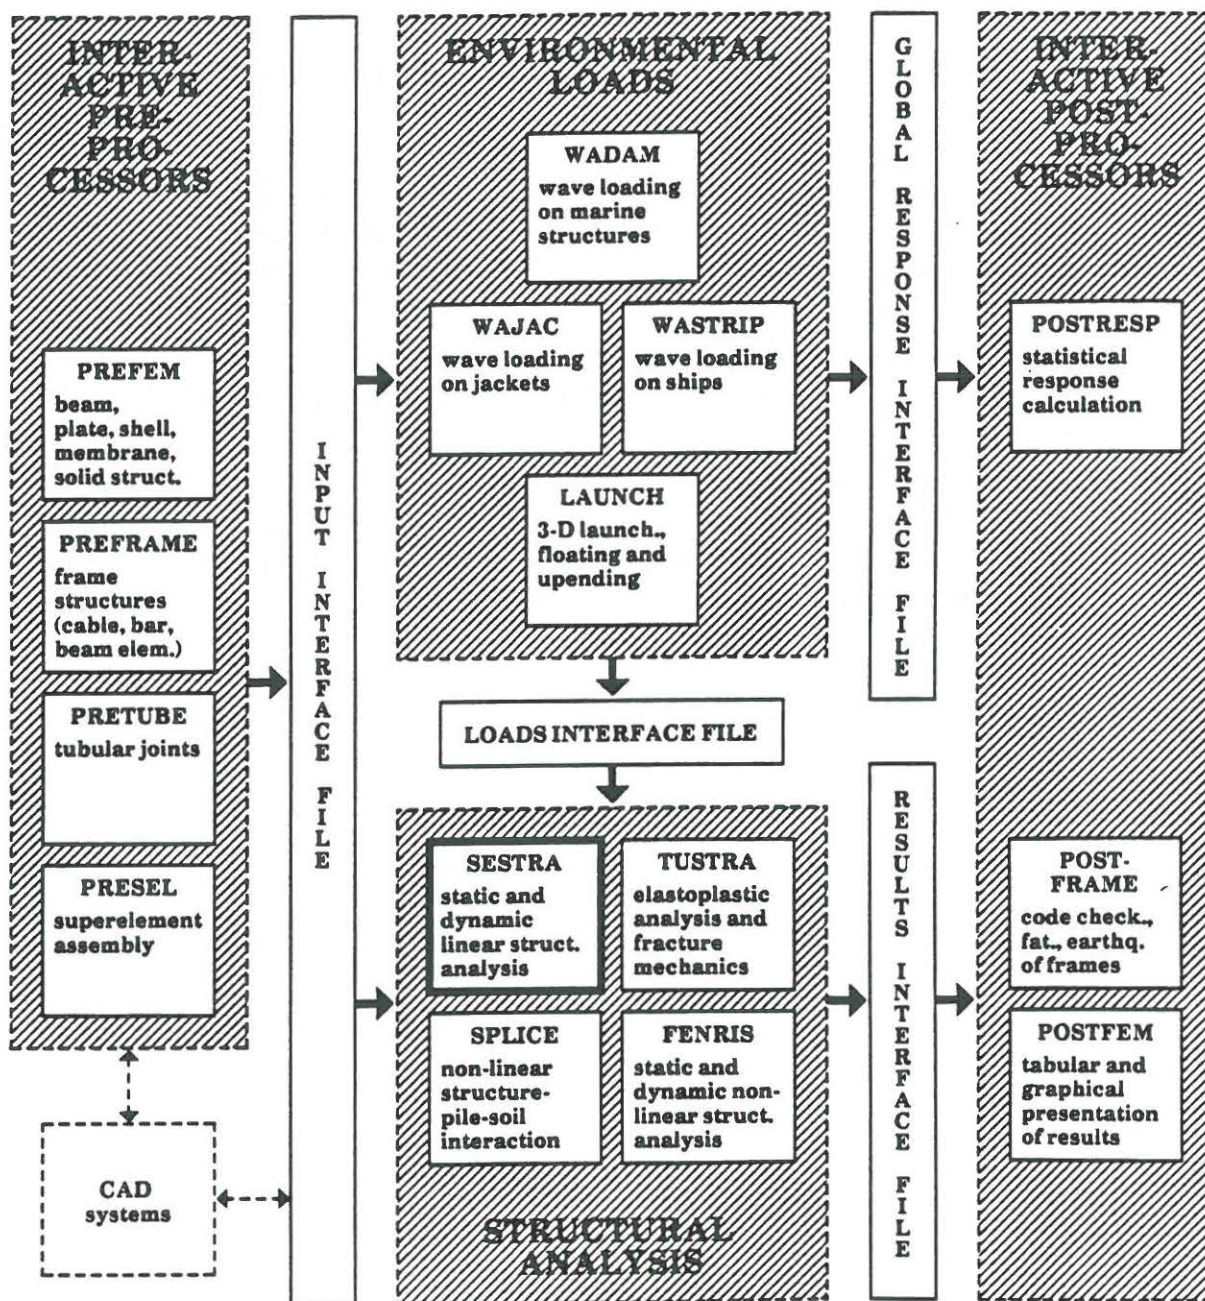 INTER-
ACTIVE
PRE-
PRO-
CESSORS
PREFEM
beam,
plate, shell,
membrane,
solid struct.
PREFRAME
frame
structures
(cable, bar,
beam elem.)
PRETUBE
tubular joints
PRESEL
superelement
assembly
CAD
systems
INPUT INTERFACE FILE
ENVIRONMENTAL
LOADS
WADAM
wave loading
on marine
structures
WAJAC
wave loading
on jackets
WASTRIP
wave loading
on ships
LAUNCH
3-D launch.,
floating and
upending
LOADS INTERFACE FILE
SESTRA
static and
dynamic
linear struct.
analysis
TUSTRA
elastoplastic
analysis and
fracture
mechanics
SPLICE
non-linear
structure-
pile-soil
interaction
FENRIS
static and
dynamic non-
linear struct.
analysis
STRUCTURAL
ANALYSIS
GLOBAL RESPONSE INTERFACE FILE
RESULTS INTERFACE FILE
INTER-
ACTIVE
POST-
PRO-
CESSORS
POSTRESP
statistical
response
calculation
POST-
FRAME
code check.,
fat., earthq.
of frames
POSTFEM
tabular and
graphical
presentation
of results